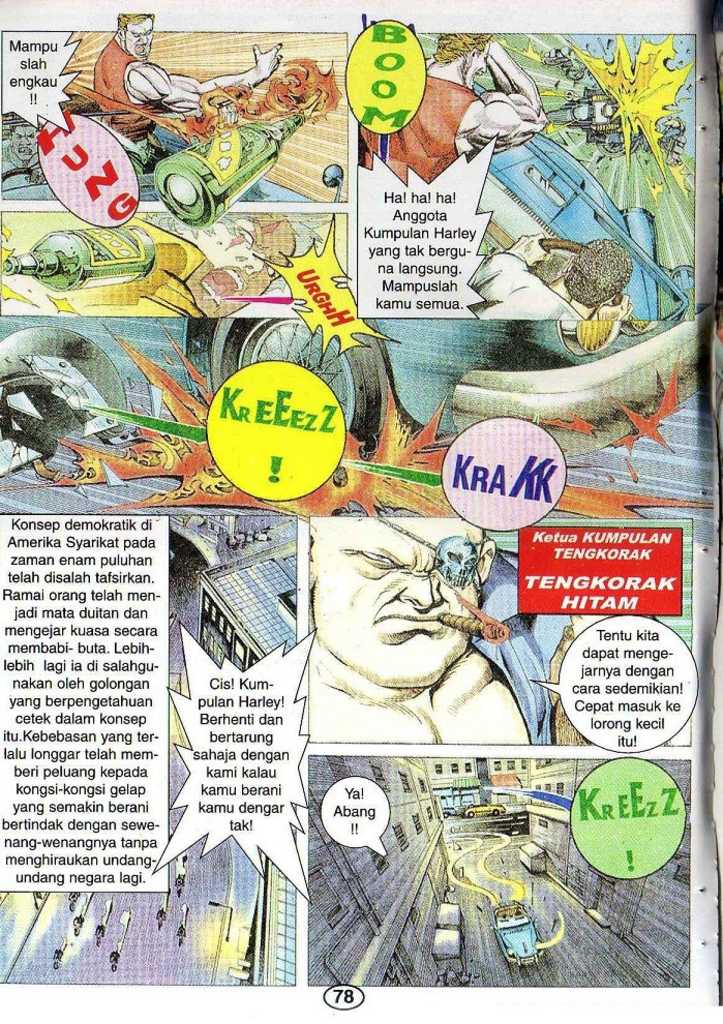 Mampu
slah
engkau
!!
ZUNG
BOOM
Ha! ha! ha!
Anggota
Kumpulan Harley
yang tak bergu-
na langsung.
Mampuslah
kamu semua.
URGHH
KREEEZZ
!
KRAKK
Konsep demokratik di
Amerika Syarikat pada
zaman enam puluhan
telah disalah tafsirkan.
Ramai orang telah men-
jadi mata duitan dan
mengejar kuasa secara
membabi- buta. Lebih-
lebih lagi ia di salahgu-
nakan oleh golongan
yang berpengetahuan
cetek dalam konsep
itu.Kebebasan yang ter-
lalu longgar telah mem-
beri peluang kepada
kongsi-kongsi gelap
yang semakin berani
bertindak dengan sewe-
nang-wenangnya tanpa
menghiraukan undang-
undang negara lagi.
Cis! Kum-
pulan Harley!
Berhenti dan
bertarung
sahaja dengan
kami kalau
kamu berani
kamu dengar
tak!
Ketua KUMPULAN
TENGKORAK
TENGKORAK
HITAM
Tentu kita
dapat menge-
jarnya dengan
cara sedemikian!
Cepat masuk ke
lorong kecil
itu!
Ya!
Abang
!!
KREEZZ
!
78